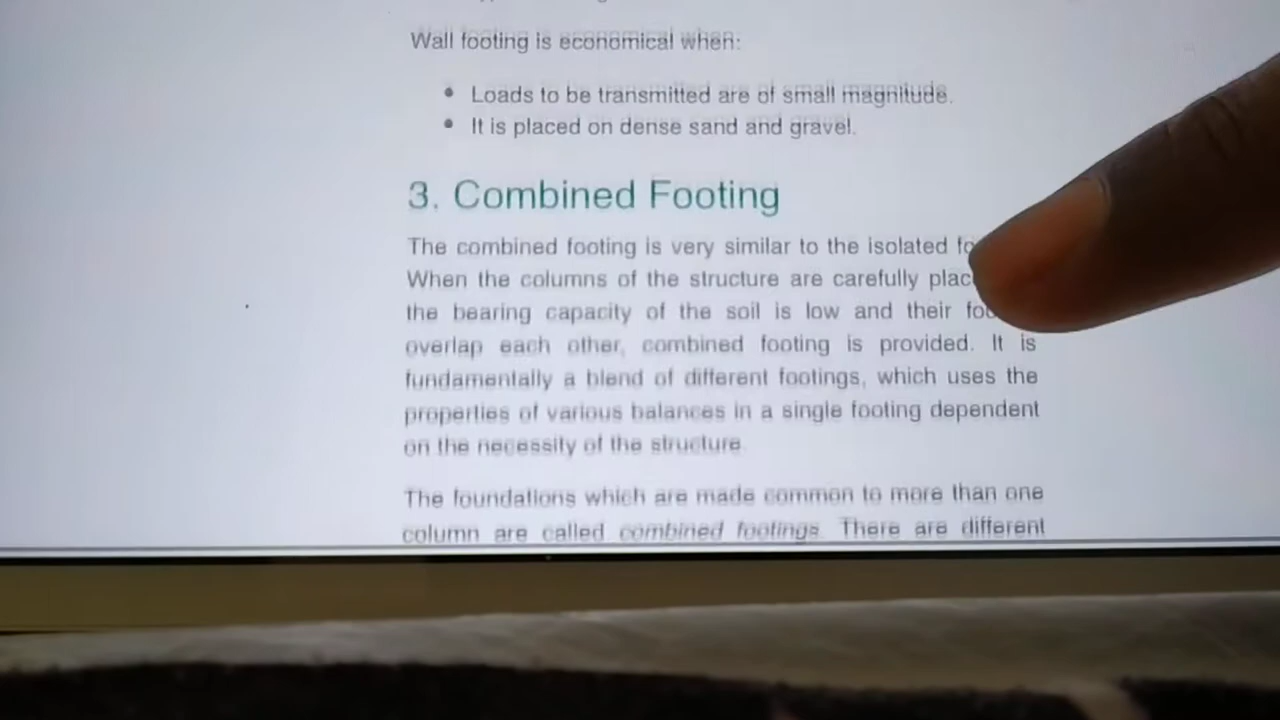 Wall footing is economical when:
• Loads to be transmitted are of small magnitude.
• It is placed on dense sand and gravel.
3. Combined Footing
The combined footing is very similar to the isolated
When the columns of the structure are carefully
the bearing capacity of the soil is low and their
overlap each other, combined footing is provided. It is
fundamentally a blend of different footings, which uses the
properties of various balances in a single footing dependent
on the necessity of the structure.
The foundations which are made common to more than one
column are called combined footings. There are different